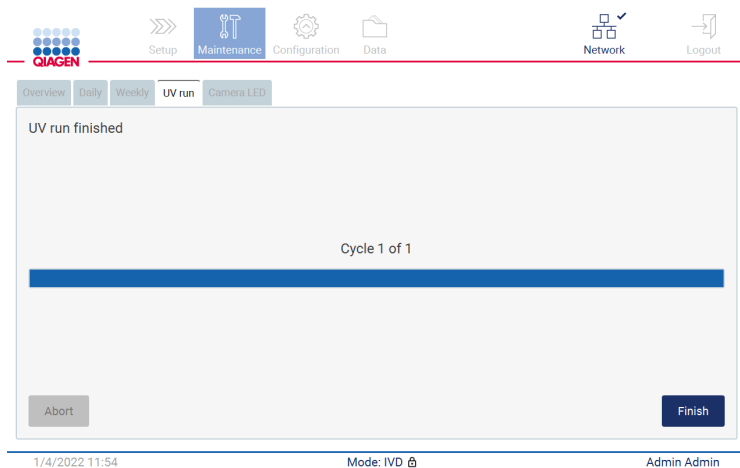 QIAGEN
Setup
Maintenance
Configuration
Data
Network
Logout
Overview
Daily
Weekly
UV run
Camera LED
UV run finished
Cycle 1 of 1
Abort
Finish
1/4/2022 11:54
Mode: IVD
Admin Admin